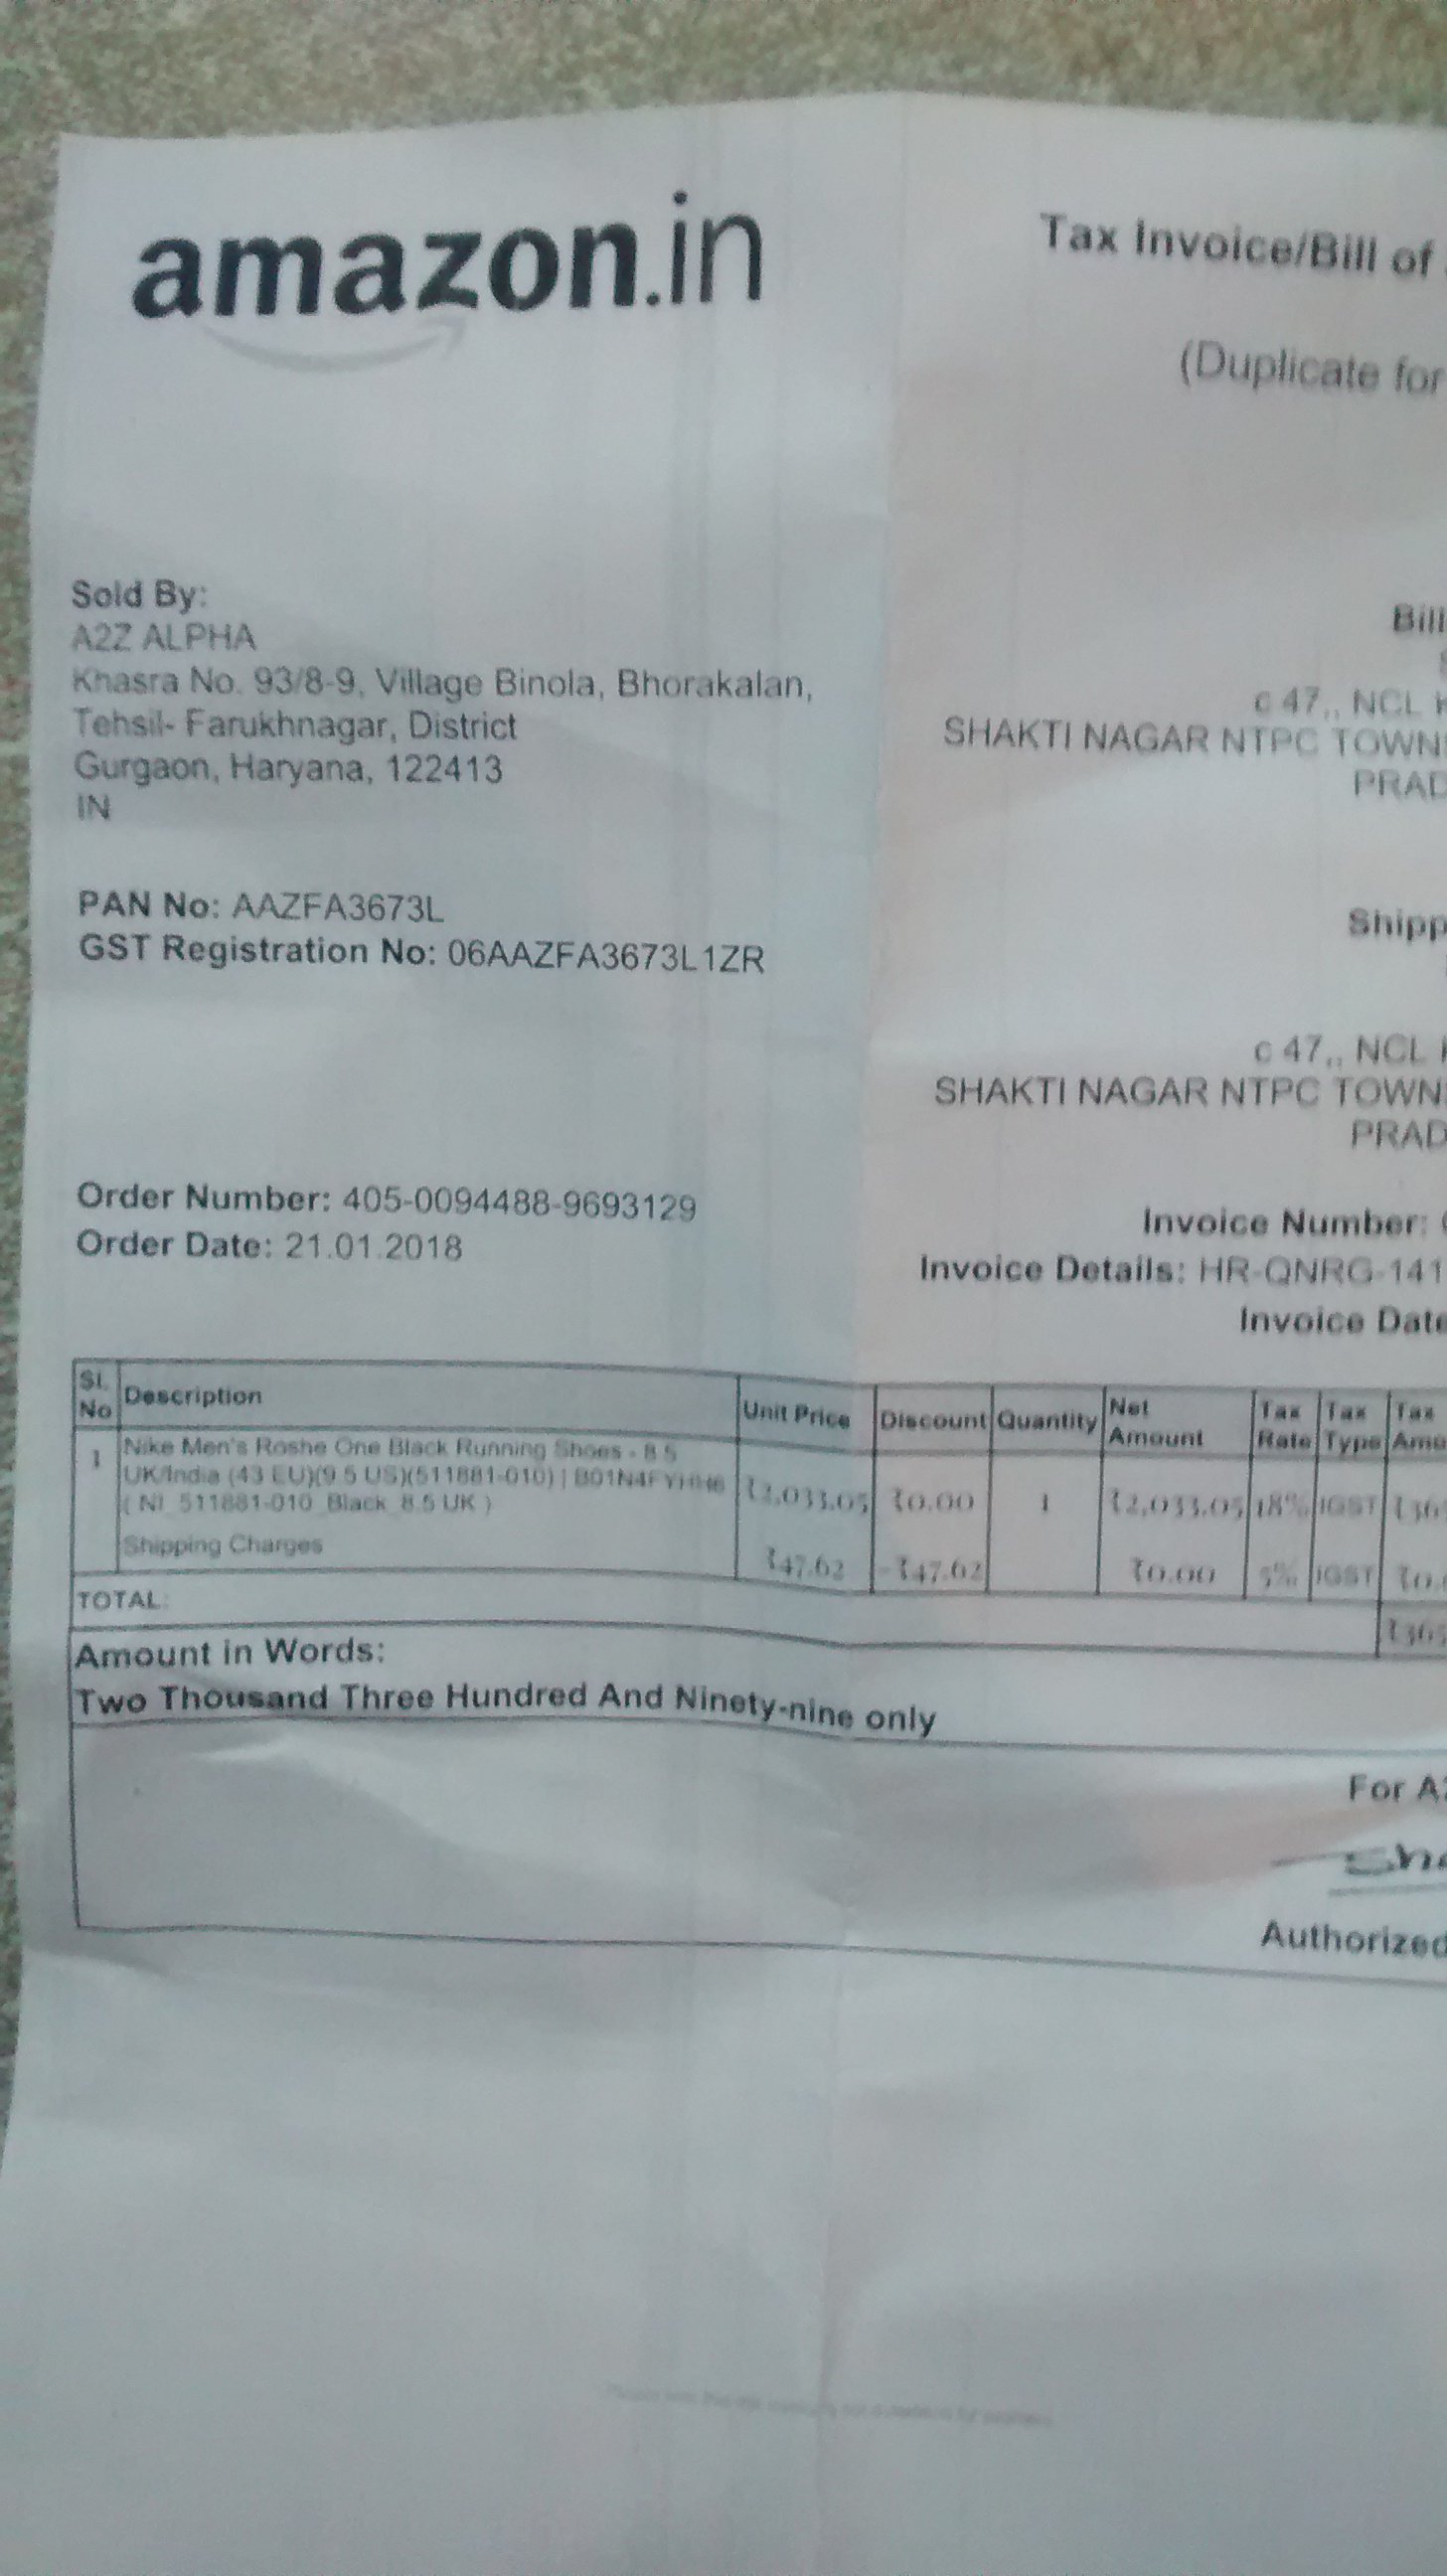 amazon.in
Tax Invoice/Bill of
(Duplicate for
Sold By:
A2Z ALPHA
Khasra No. 93/8-9, Village Binola, Bhorakalan,
Tehsil- Farukhnagar, District
Gurgaon, Haryana, 122413
IN
Bill
c 47,, NCL
SHAKTI NAGAR NTPC TOWN
PRAD
PAN No: AAZFA3673L
GST Registration No: 06AAZFA3673L1ZR
Shipp
c 47,, NCL
SHAKTI NAGAR NTPC TOWN
PRAD
Order Number: 405-0094488-9693129
Order Date: 21.01.2018
Invoice Number:
Invoice Details: HR-QNRG-141
Invoice Date
Sl. No Description Unit Price Discount Quantity Net Amount Tax Rate Tax Type Tax Amo
1 Nike Men's Roshe One Black Running Shoes - 8.5
UK/India (43 EU)(9.5 US)(511881-010) | ₹2,033.05 ₹0.00 1 ₹2,033.05 18% IGST ₹36
( NI_511881-010_Black_8.5 UK )
Shipping Charges ₹47.62 -₹47.62 ₹0.00 5% IGST ₹0.
TOTAL: ₹365
Amount in Words:
Two Thousand Three Hundred And Ninety-nine only
For A2
Authorized